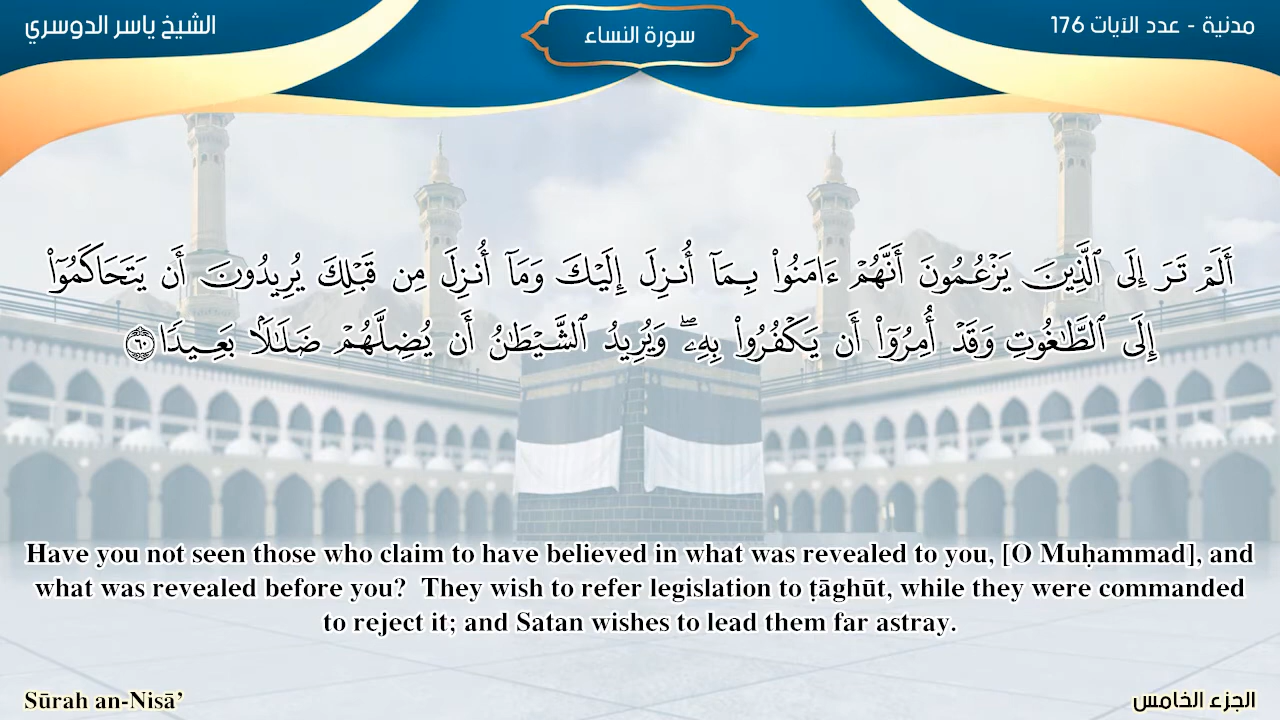 مدنية - عدد الآيات 176
سورة النساء
الشيخ ياسر الدوسري
أَلَمْ تَرَ إِلَى ٱلَّذِينَ يَزْعُمُونَ أَنَّهُمْ ءَامَنُوا۟ بِمَآ أُنزِلَ إِلَيْكَ وَمَآ أُنزِلَ مِن قَبْلِكَ يُرِيدُونَ أَن يَتَحَاكَمُوٓا۟
إِلَى ٱلطَّـٰغُوتِ وَقَدْ أُمِرُوٓا۟ أَن يَكْفُرُوا۟ بِهِۦۖ وَيُرِيدُ ٱلشَّيْطَـٰنُ أَن يُضِلَّهُمْ ضَلَـٰلًۢا بَعِيدًا ٦٠
Have you not seen those who claim to have believed in what was revealed to you, [O Muḥammad], and
what was revealed before you?  They wish to refer legislation to ṭāghūt, while they were commanded
to reject it; and Satan wishes to lead them far astray.
Sūrah an-Nisā’
الجزء الخامس